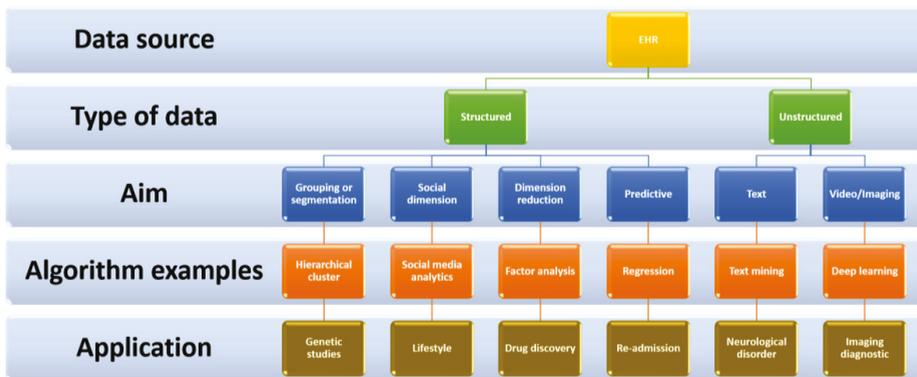 Data source
EHR
Type of data
Structured
Unstructured
Aim
Grouping or
segmentation
Social
dimension
Dimension
reduction
Predictive
Text
Video/Imaging
Algorithm examples
Hierarchical
cluster
Social media
analytics
Factor analysis
Regression
Text mining
Deep learning
Application
Genetic
studies
Lifestyle
Drug discovery
Re-admission
Neurological
disorder
Imaging
diagnostic